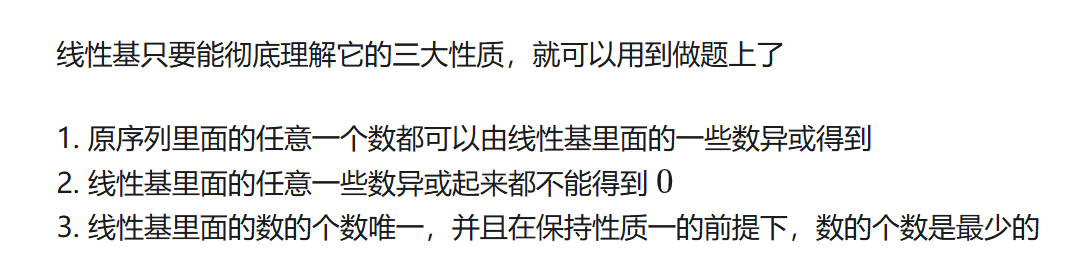 线性基只要能彻底理解它的三大性质，就可以用到做题上了
1. 原序列里面的任意一个数都可以由线性基里面的一些数异或得到
2. 线性基里面的任意一些数异或起来都不能得到 0
3. 线性基里面的数的个数唯一，并且在保持性质一的前提下，数的个数是最少的